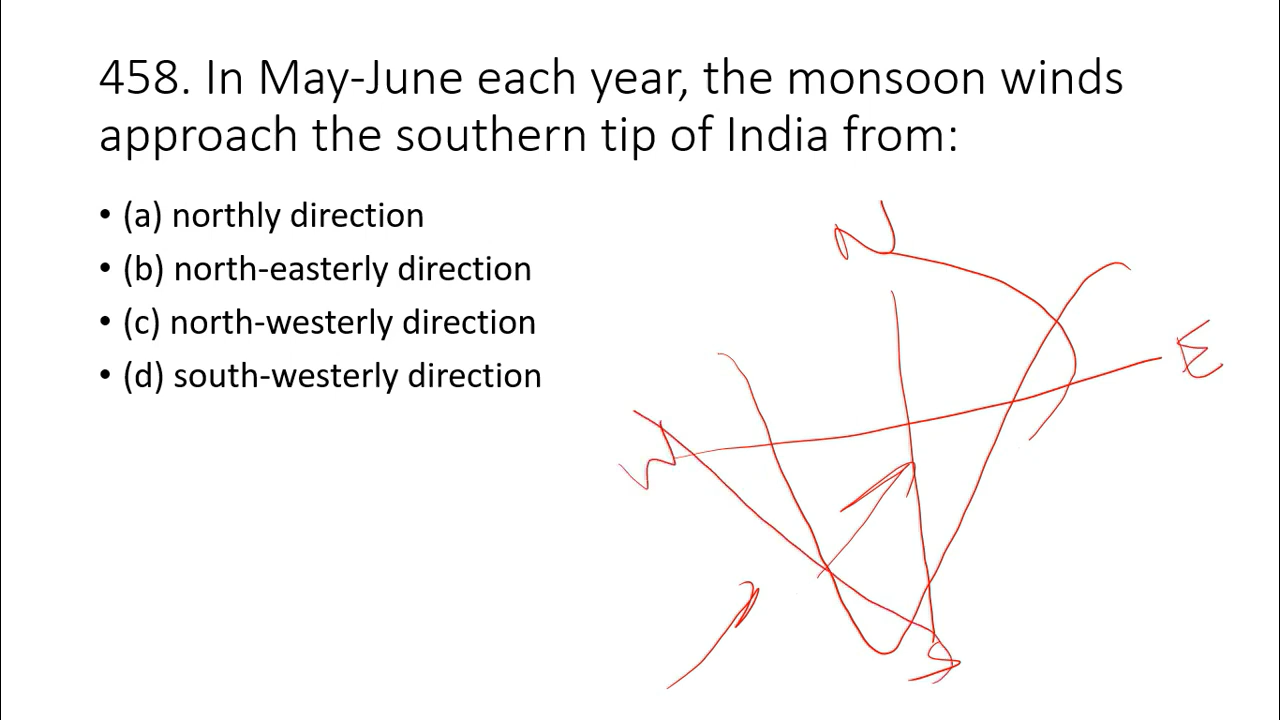 458. In May-June each year, the monsoon winds
approach the southern tip of India from:
• (a) northly direction
• (b) north-easterly direction
• (c) north-westerly direction
• (d) south-westerly direction
N
E
W
S